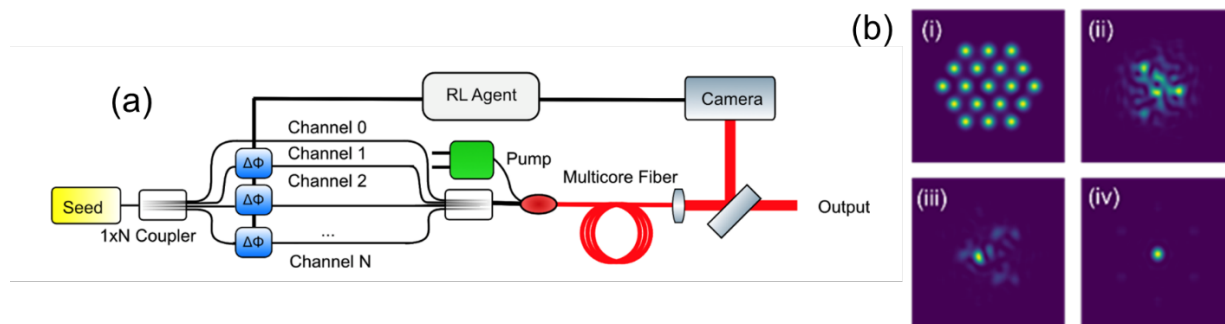 (a)
RL Agent
Camera
Channel 0
Channel 1
Channel 2
...
Channel N
ΔΦ
ΔΦ
ΔΦ
Seed
1xN Coupler
Pump
Multicore Fiber
Output
(b)
(i)
(ii)
(iii)
(iv)